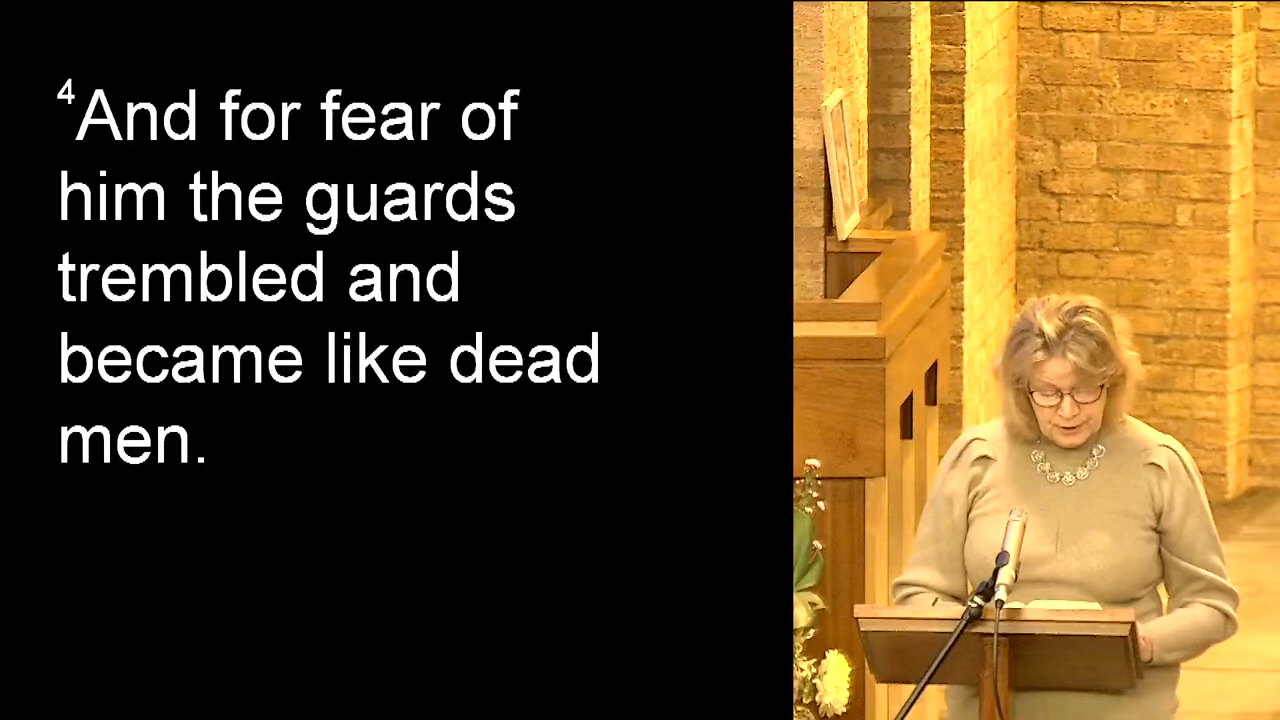 ⁴And for fear of
him the guards
trembled and
became like dead
men.